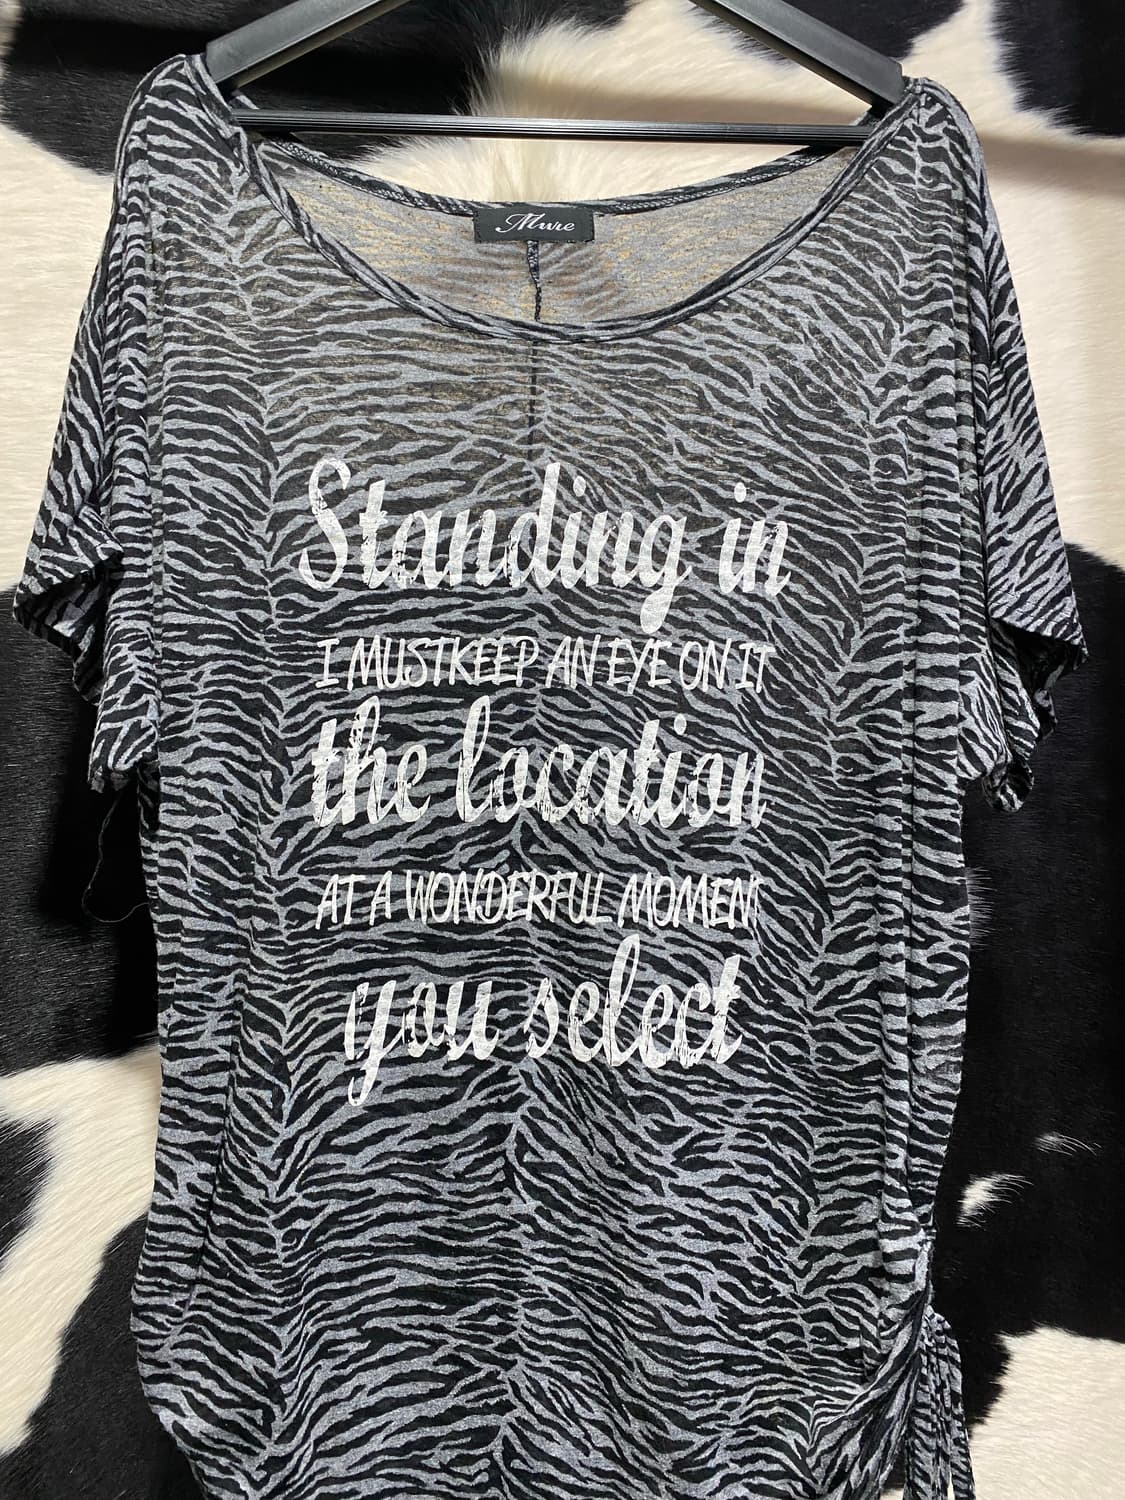 Mure
Standing in
I MUSTKEEP AN EYE ON IT
the location
AT A WONDERFUL MOMENT
you select